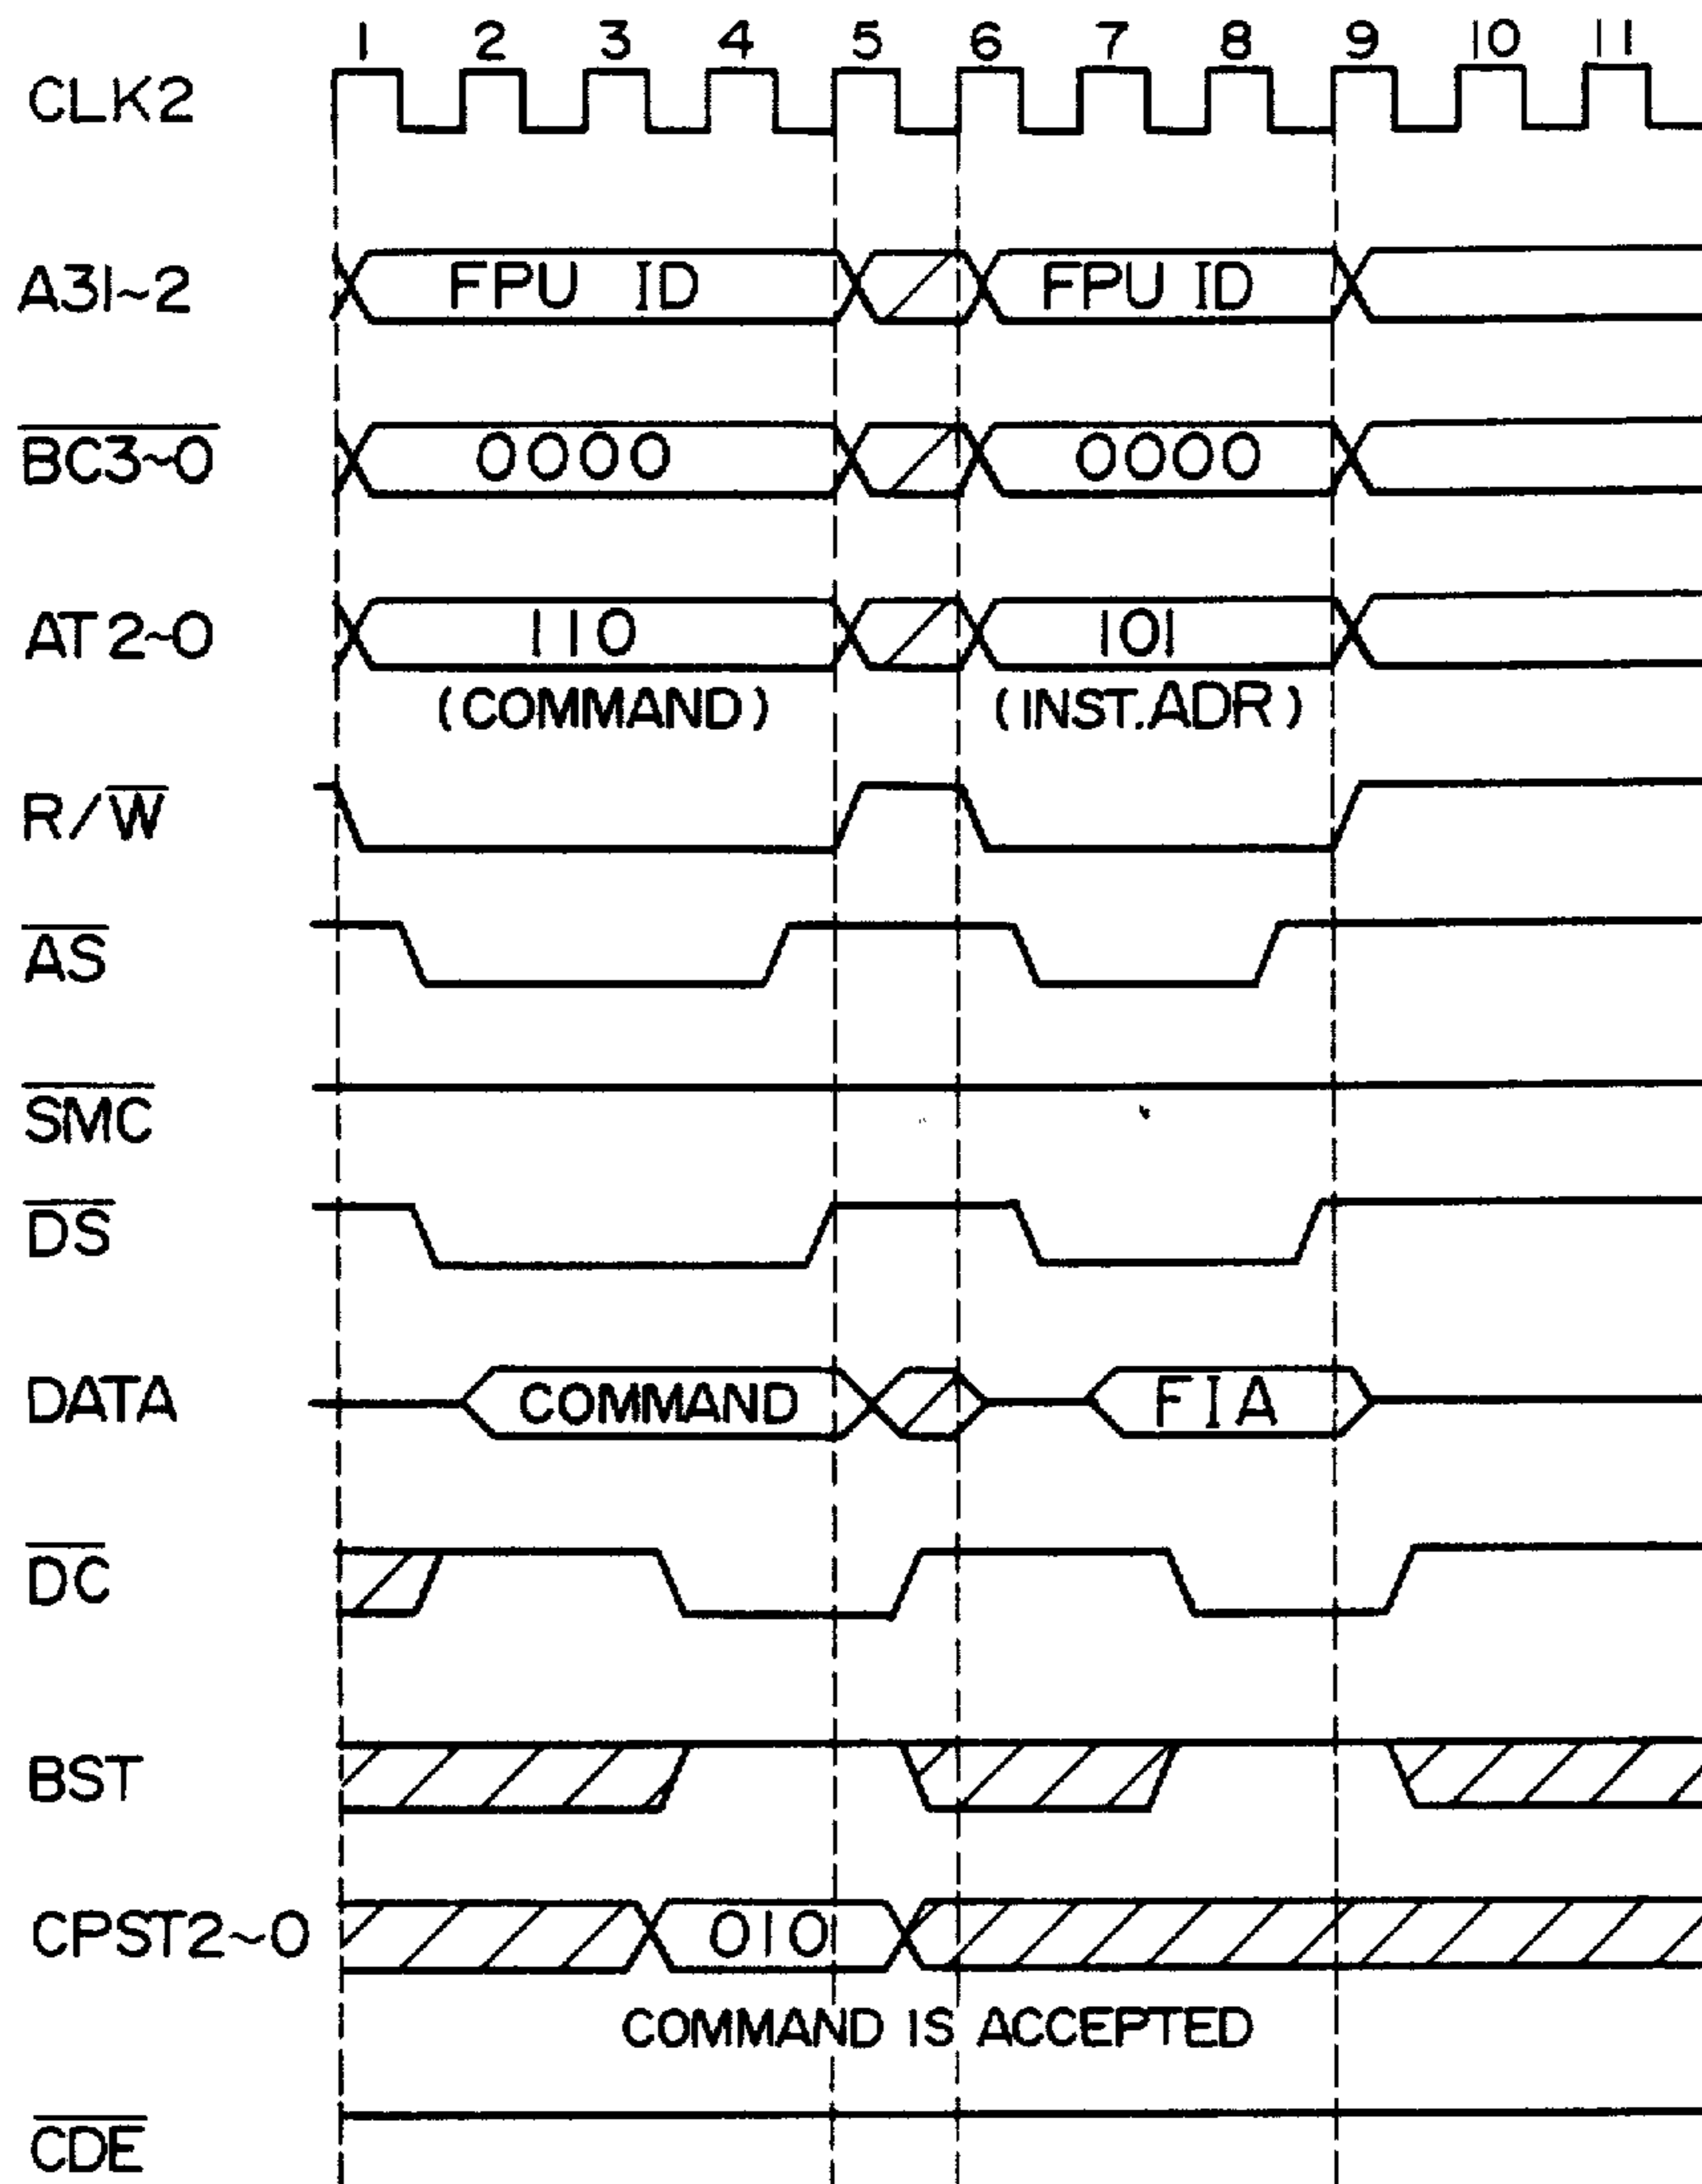 1 2 3 4 5 6 7 8 9 10 11
CLK2
A31~2 FPU ID FPU ID
BC3~0 0000 0000
AT2~0 110 101
(COMMAND) (INST.ADR)
R/W
AS
SMC
DS
DATA COMMAND FIA
DC
BST
CPST2~0 010
COMMAND IS ACCEPTED
CDE